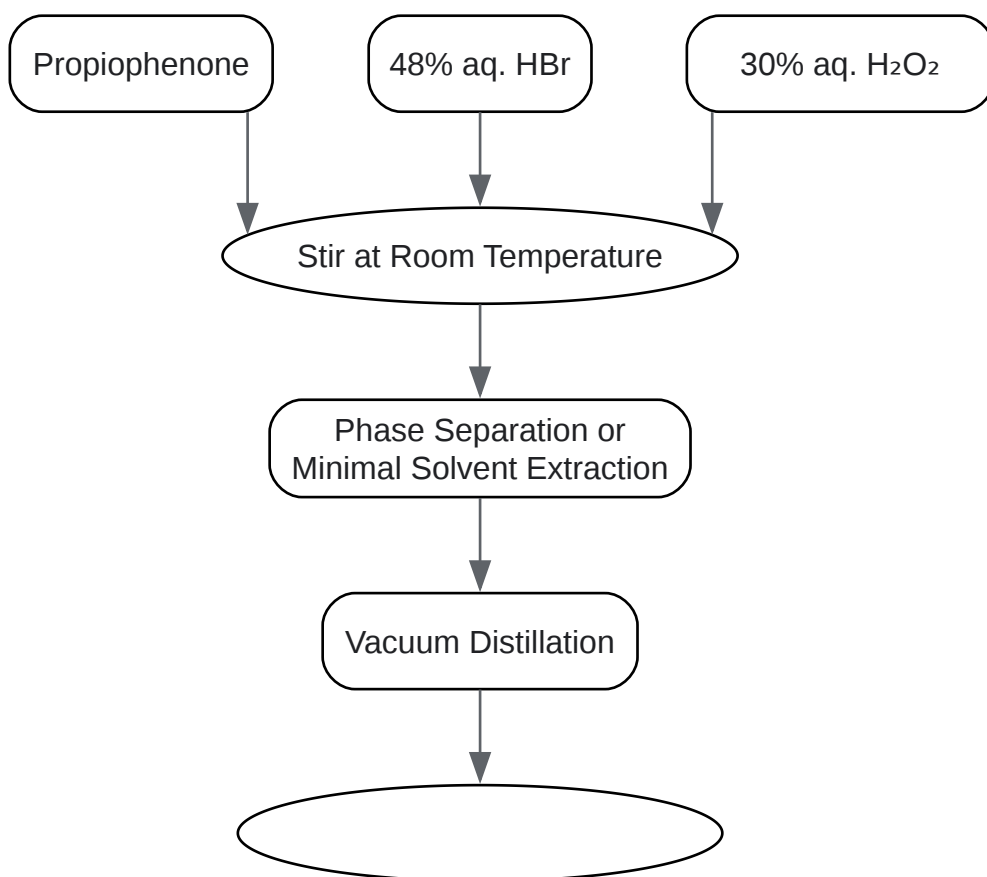 Propiophenone
48% aq. HBr
30% aq. H₂O₂
Stir at Room Temperature
Phase Separation or
Minimal Solvent Extraction
Vacuum Distillation